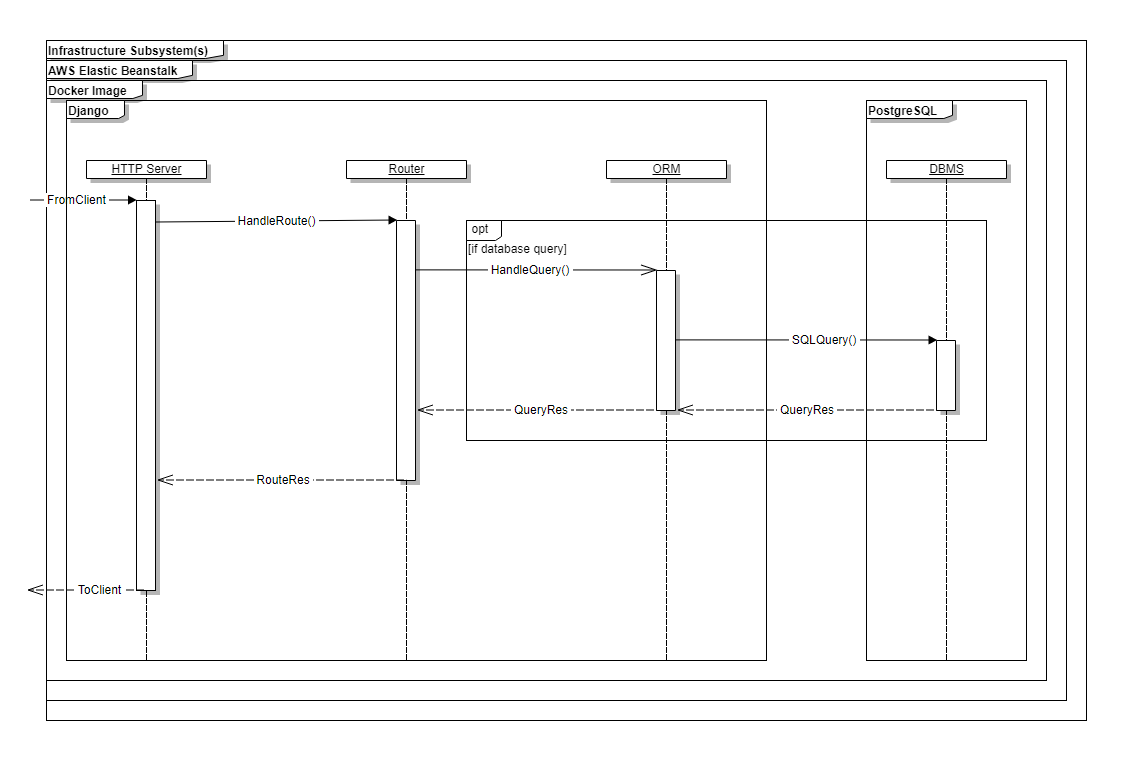 Infrastructure Subsystem(s)
AWS Elastic Beanstalk
Docker Image
Django
PostgreSQL
HTTP Server
Router
ORM
DBMS
FromClient
HandleRoute()
opt
[if database query]
HandleQuery()
SQLQuery()
QueryRes
QueryRes
RouteRes
ToClient